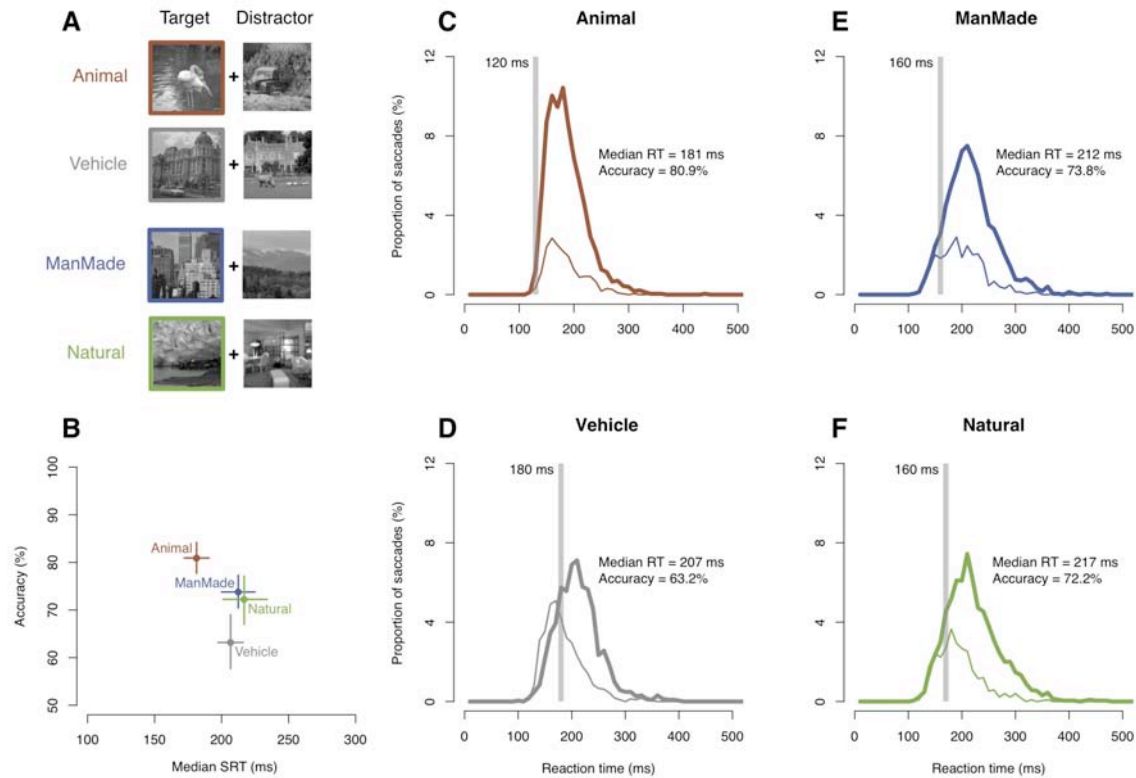 A
Target Distractor
Animal +
Vehicle +
ManMade +
Natural +
B
Accuracy (%)
100
90
80
70
60
50
Animal
ManMade
Natural
Vehicle
100 150 200 250 300
Median SRT (ms)
C Animal
Proportion of saccades (%)
12
8
4
0
120 ms
Median RT = 181 ms
Accuracy = 80.9%
0 100 200 300 400 500
D Vehicle
Proportion of saccades (%)
12
8
4
0
180 ms
Median RT = 207 ms
Accuracy = 63.2%
0 100 200 300 400 500
Reaction time (ms)
E ManMade
12
8
4
0
160 ms
Median RT = 212 ms
Accuracy = 73.8%
0 100 200 300 400 500
F Natural
12
8
4
0
160 ms
Median RT = 217 ms
Accuracy = 72.2%
0 100 200 300 400 500
Reaction time (ms)